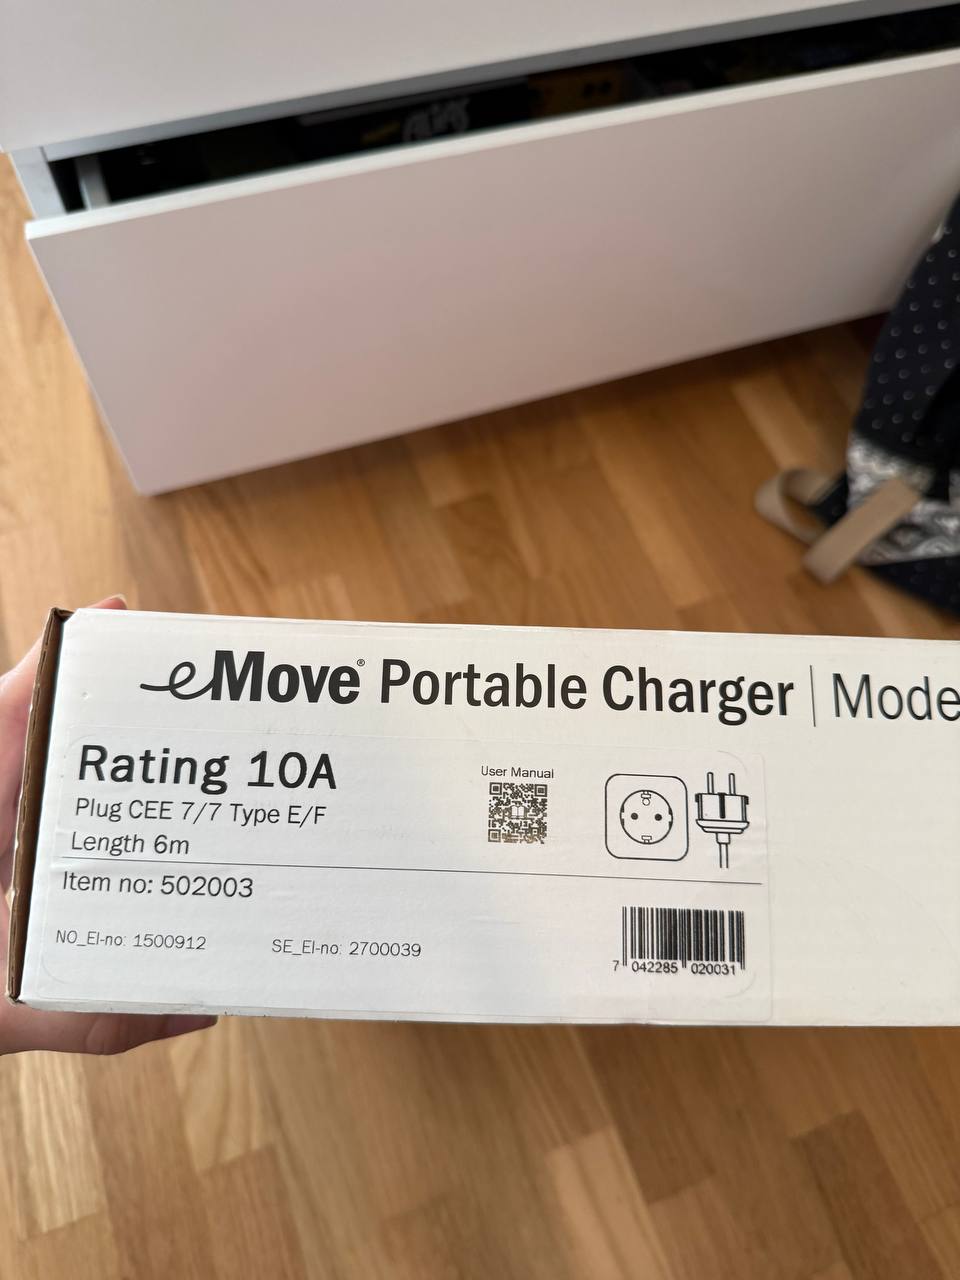 eMove® Portable Charger | Mode
Rating 10A
Plug CEE 7/7 Type E/F
Length 6m
User Manual
Item no: 502003
NO_El-no: 1500912 SE_El-no: 2700039
7 042285 020031